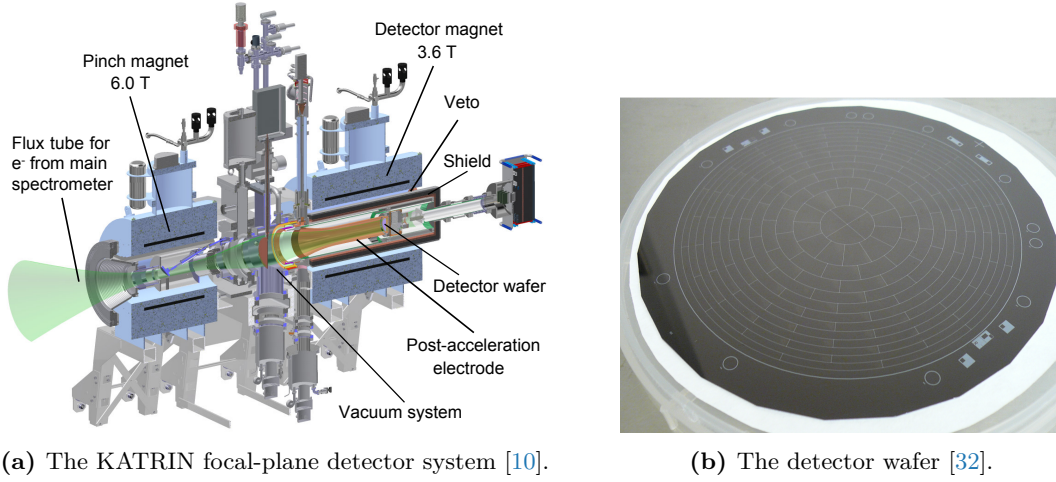 Pinch magnet
6.0 T
Detector magnet
3.6 T
Flux tube for
e- from main
spectrometer
Veto
Shield
Detector wafer
Post-acceleration
electrode
Vacuum system
(a) The KATRIN focal-plane detector system [10].
(b) The detector wafer [32].